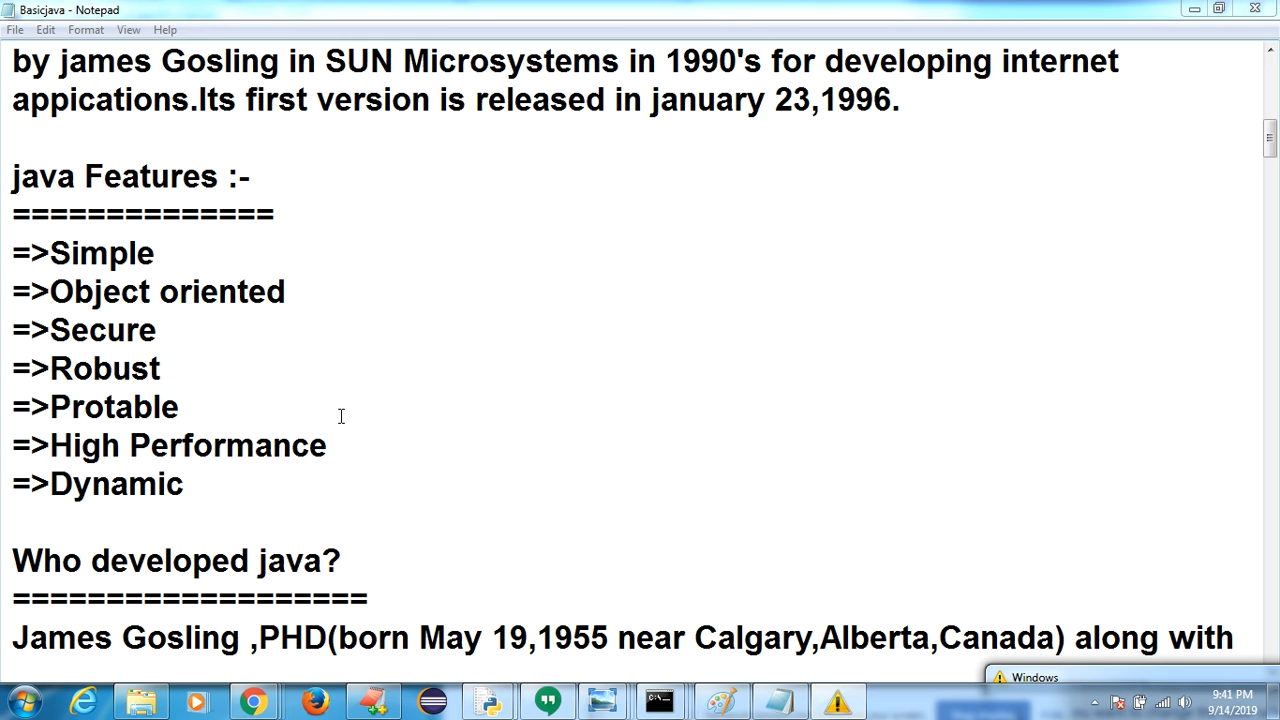 Basicjava - Notepad
File Edit Format View Help
by james Gosling in SUN Microsystems in 1990's for developing internet
appications.Its first version is released in january 23,1996.
java Features :-
==============
=>Simple
=>Object oriented
=>Secure
=>Robust
=>Protable
=>High Performance
=>Dynamic
Who developed java?
===================
James Gosling ,PHD(born May 19,1955 near Calgary,Alberta,Canada) along with
Windows
9:41 PM
9/14/2019